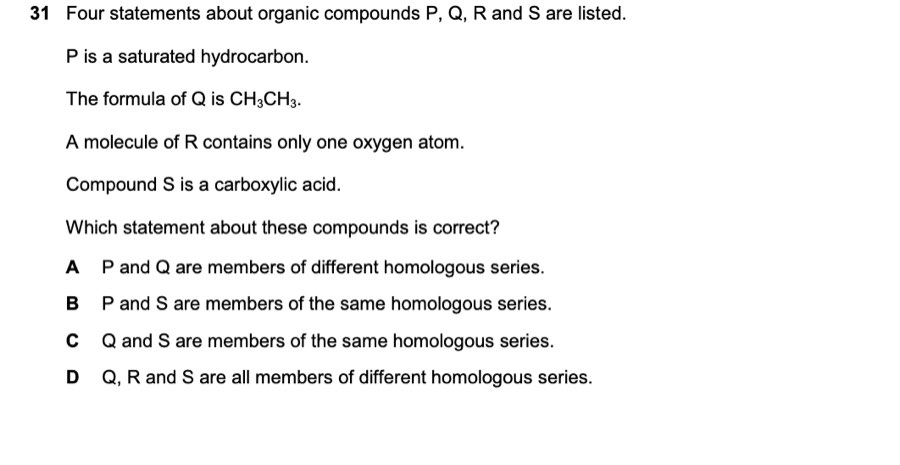 31 Four statements about organic compounds P, Q, R and S are listed.
P is a saturated hydrocarbon.
The formula of Q is CH₃CH₃.
A molecule of R contains only one oxygen atom.
Compound S is a carboxylic acid.
Which statement about these compounds is correct?
A P and Q are members of different homologous series.
B P and S are members of the same homologous series.
C Q and S are members of the same homologous series.
D Q, R and S are all members of different homologous series.